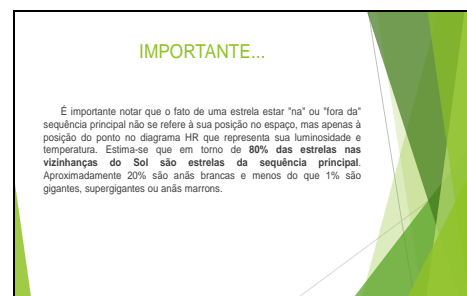 IMPORTANTE...
É importante notar que o fato de uma estrela estar "na" ou "fora da"
sequência principal não se refere à sua posição no espaço, mas apenas à
posição do ponto no diagrama HR que representa sua luminosidade e
temperatura. Estima-se que em torno de 80% das estrelas nas
vizinhanças do Sol são estrelas da sequência principal.
Aproximadamente 20% são anãs brancas e menos do que 1% são
gigantes, supergigantes ou anãs marrons.